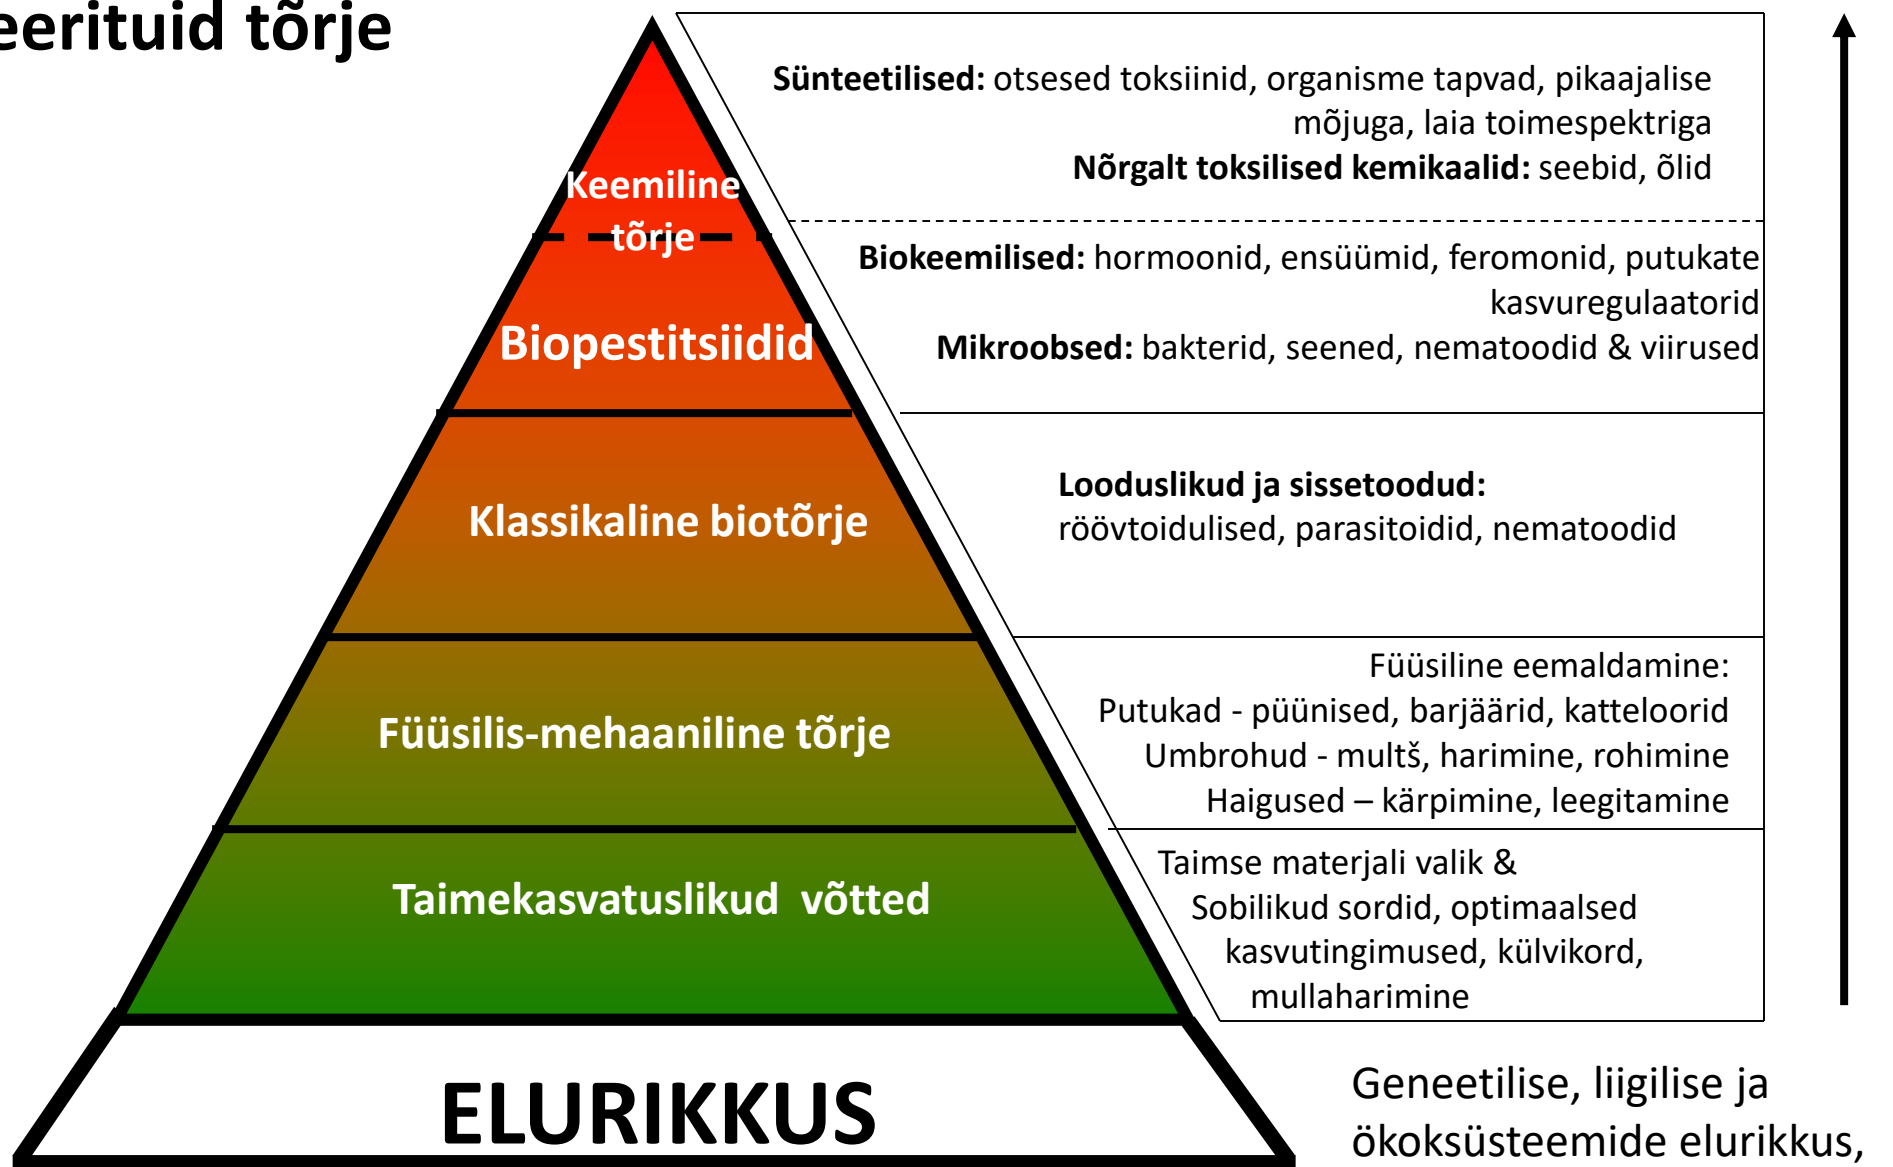 eerituid tõrje
Sünteetilised: otsesed toksiinid, organisme tapvad, pikaajalise
mõjuga, laia toimespektriga
Nõrgalt toksilised kemikaalid: seebid, õlid
Keemiline
tõrje
Biokeemilised: hormoonid, ensüümid, feromonid, putukate
kasvuregulaatorid
Mikroobsed: bakterid, seened, nematoodid & viirused
Biopestitsiidid
Klassikaline biotõrje
Looduslikud ja sissetoodud:
röövtoidulised, parasitoidid, nematoodid
Füüsilis-mehaaniline tõrje
Füüsiline eemaldamine:
Putukad - püünised, barjäärid, katteloorid
Umbrohud - multš, harimine, rohimine
Haigused – kärpimine, leegitamine
Taimekasvatuslikud  võtted
Taimse materjali valik &
Sobilikud sordid, optimaalsed
kasvutingimused, külvikord,
mullaharimine
ELURIKKUS
Geneetilise, liigilise ja
ökoksüsteemide elurikkus,